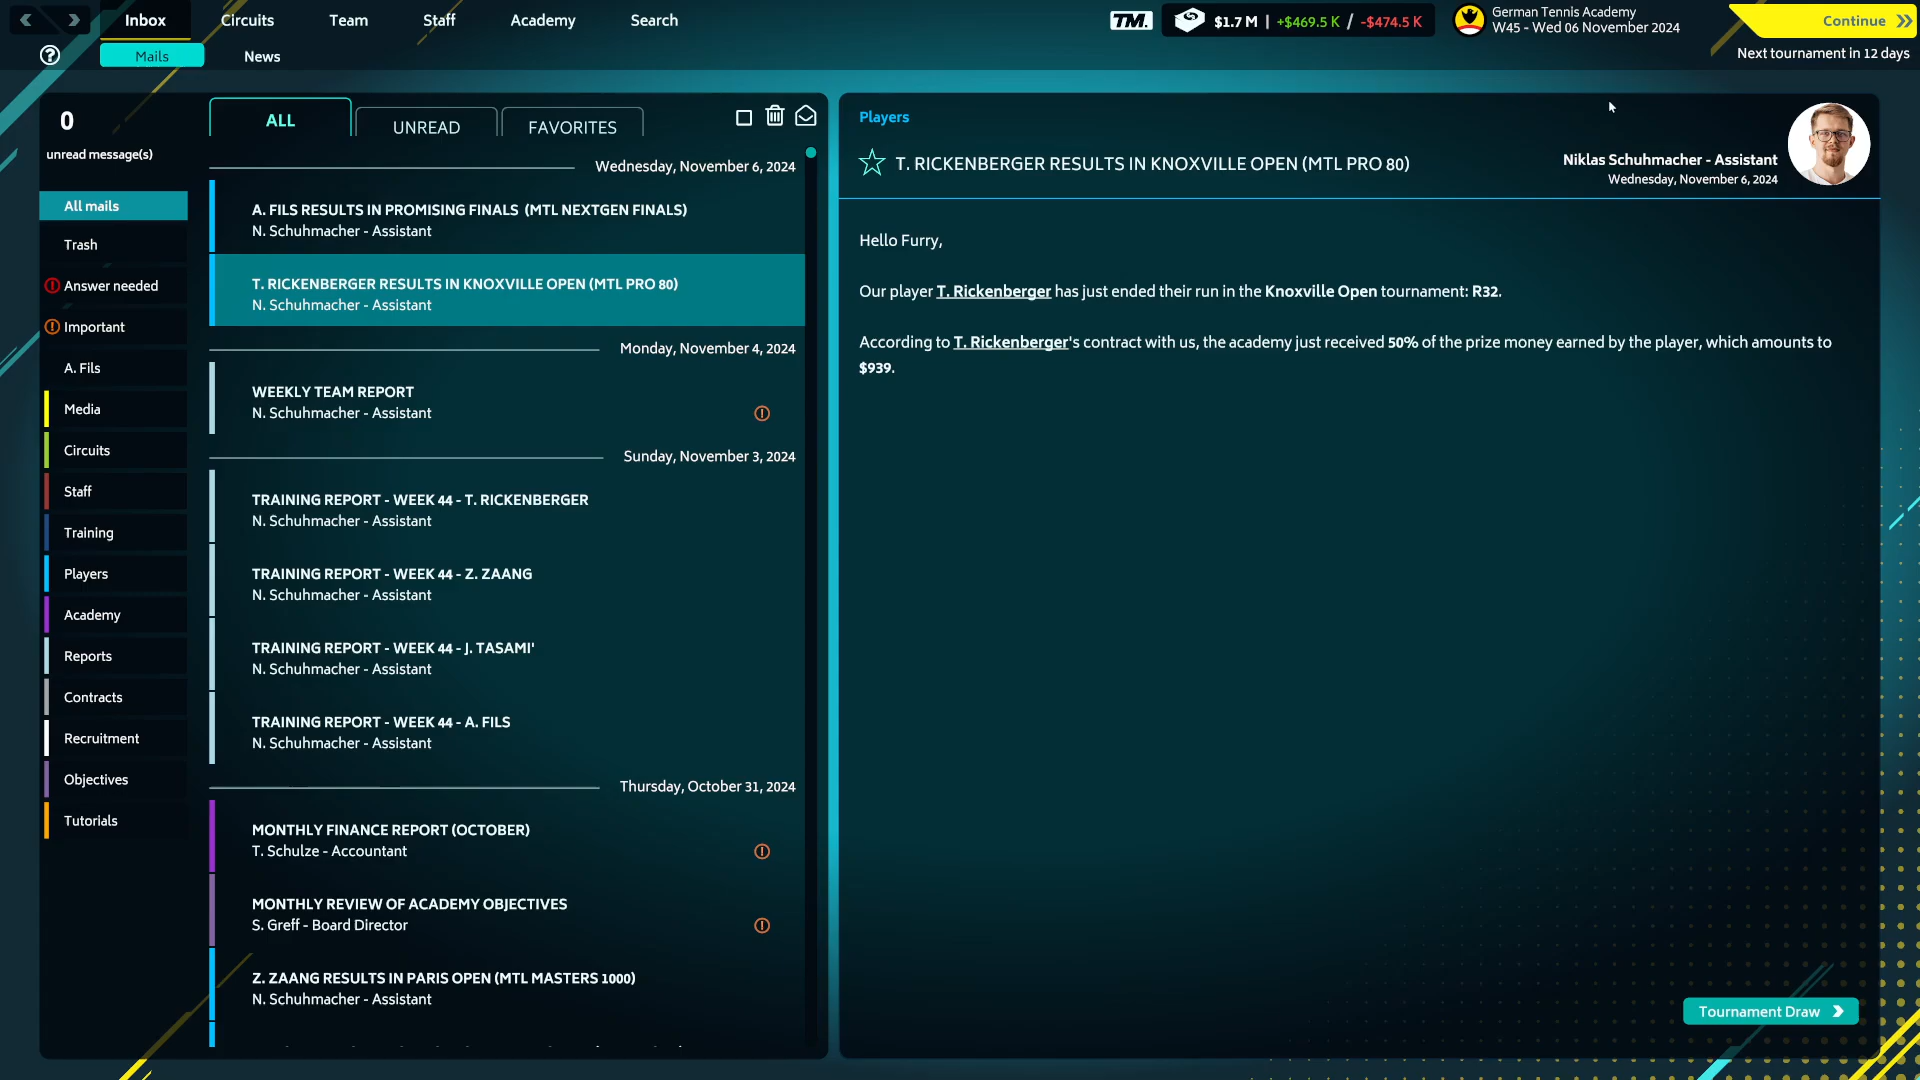 Inbox
Circuits
Team
Staff
Academy
Search
TM.
$1.7 M | +$469.5 K / -$474.5 K
German Tennis Academy
W45 - Wed 06 November 2024
Continue
Next tournament in 12 days
Mails
News
0
unread message(s)
All mails
Trash
Answer needed
Important
A. Fils
Media
Circuits
Staff
Training
Players
Academy
Reports
Contracts
Recruitment
Objectives
Tutorials
ALL
UNREAD
FAVORITES
Wednesday, November 6, 2024
A. FILS RESULTS IN PROMISING FINALS (MTL NEXTGEN FINALS)
N. Schuhmacher - Assistant
T. RICKENBERGER RESULTS IN KNOXVILLE OPEN (MTL PRO 80)
N. Schuhmacher - Assistant
Monday, November 4, 2024
WEEKLY TEAM REPORT
N. Schuhmacher - Assistant
Sunday, November 3, 2024
TRAINING REPORT - WEEK 44 - T. RICKENBERGER
N. Schuhmacher - Assistant
TRAINING REPORT - WEEK 44 - Z. ZAANG
N. Schuhmacher - Assistant
TRAINING REPORT - WEEK 44 - J. TASAMI'
N. Schuhmacher - Assistant
TRAINING REPORT - WEEK 44 - A. FILS
N. Schuhmacher - Assistant
Thursday, October 31, 2024
MONTHLY FINANCE REPORT (OCTOBER)
T. Schulze - Accountant
MONTHLY REVIEW OF ACADEMY OBJECTIVES
S. Greff - Board Director
Z. ZAANG RESULTS IN PARIS OPEN (MTL MASTERS 1000)
N. Schuhmacher - Assistant
Players
T. RICKENBERGER RESULTS IN KNOXVILLE OPEN (MTL PRO 80)
Niklas Schuhmacher - Assistant
Wednesday, November 6, 2024
Hello Furry,
Our player T. Rickenberger has just ended their run in the Knoxville Open tournament: R32.
According to T. Rickenberger's contract with us, the academy just received 50% of the prize money earned by the player, which amounts to
$939.
Tournament Draw